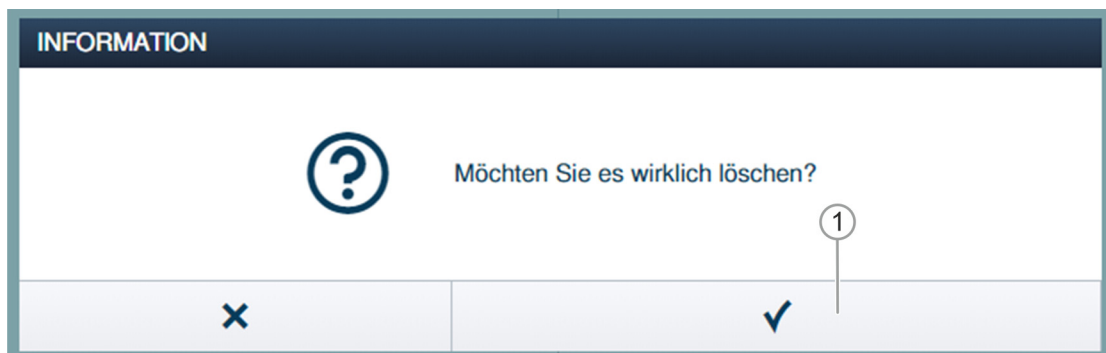 INFORMATION
Möchten Sie es wirklich löschen?
1